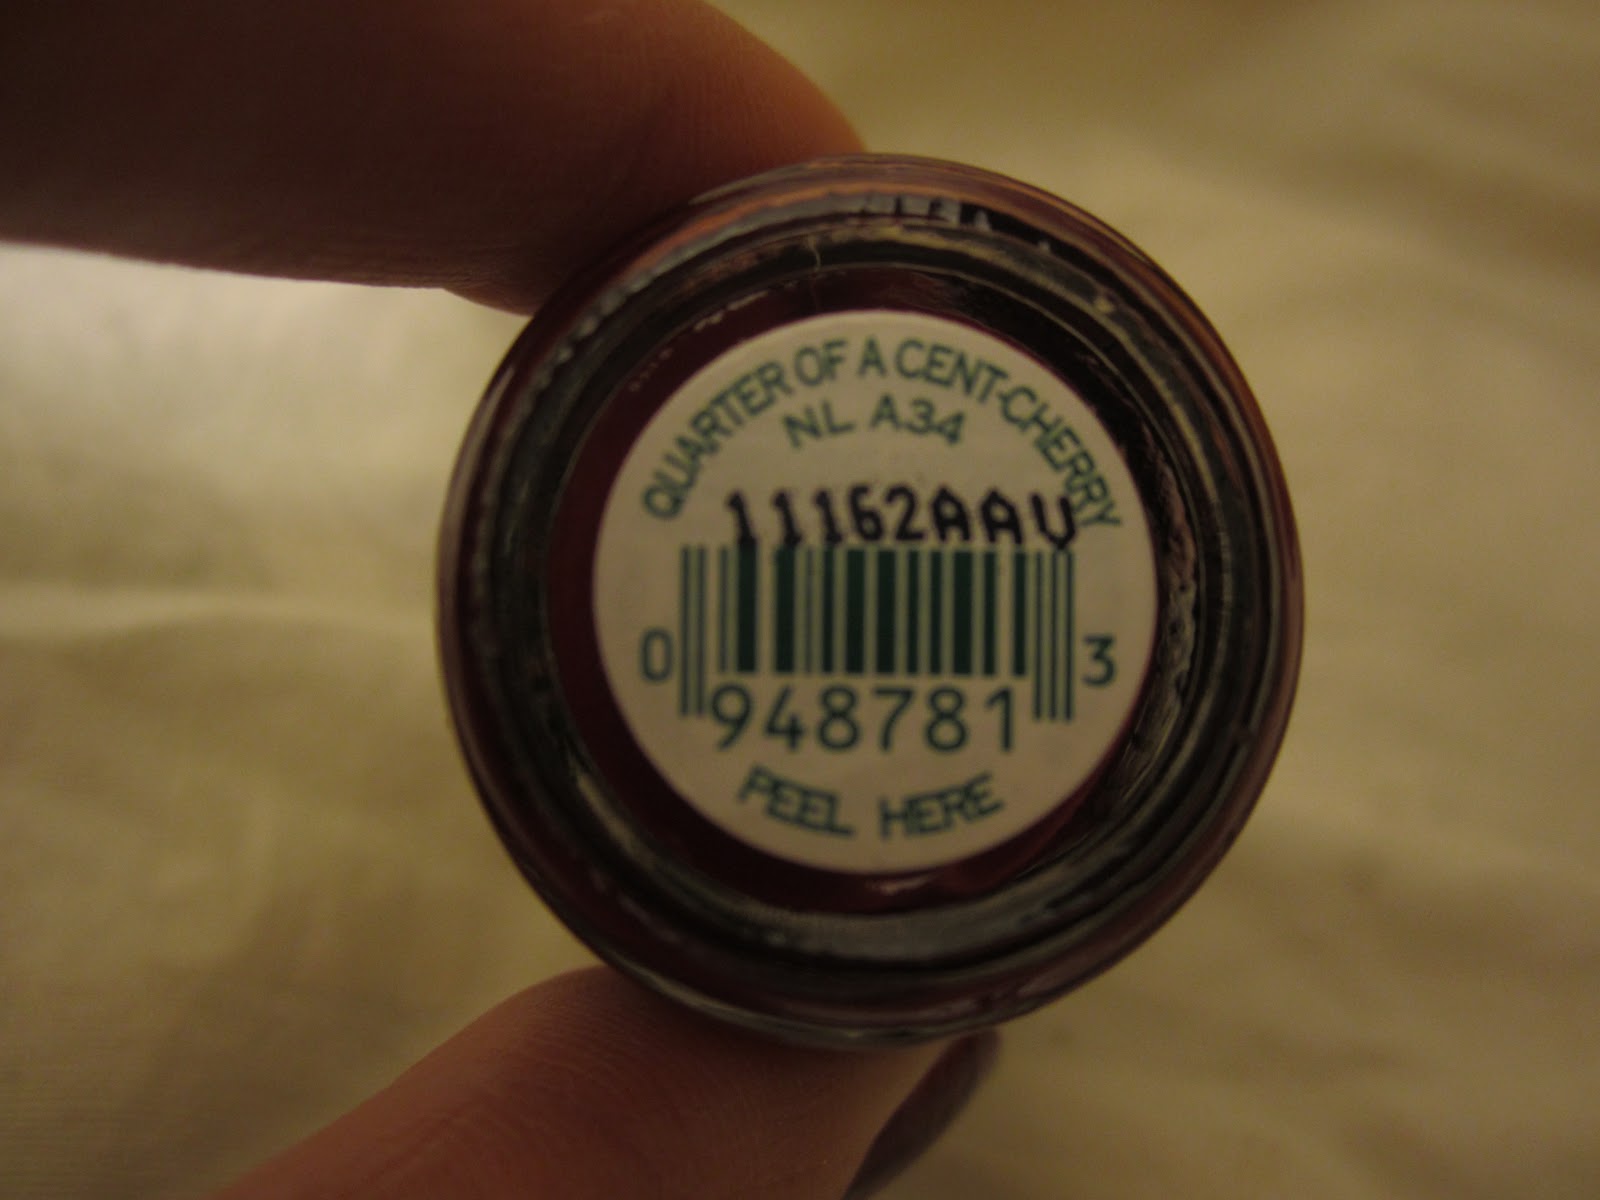 QUARTER OF A CENT-CHERRY
NL A34
11162AAV
0 948781 3
PEEL HERE